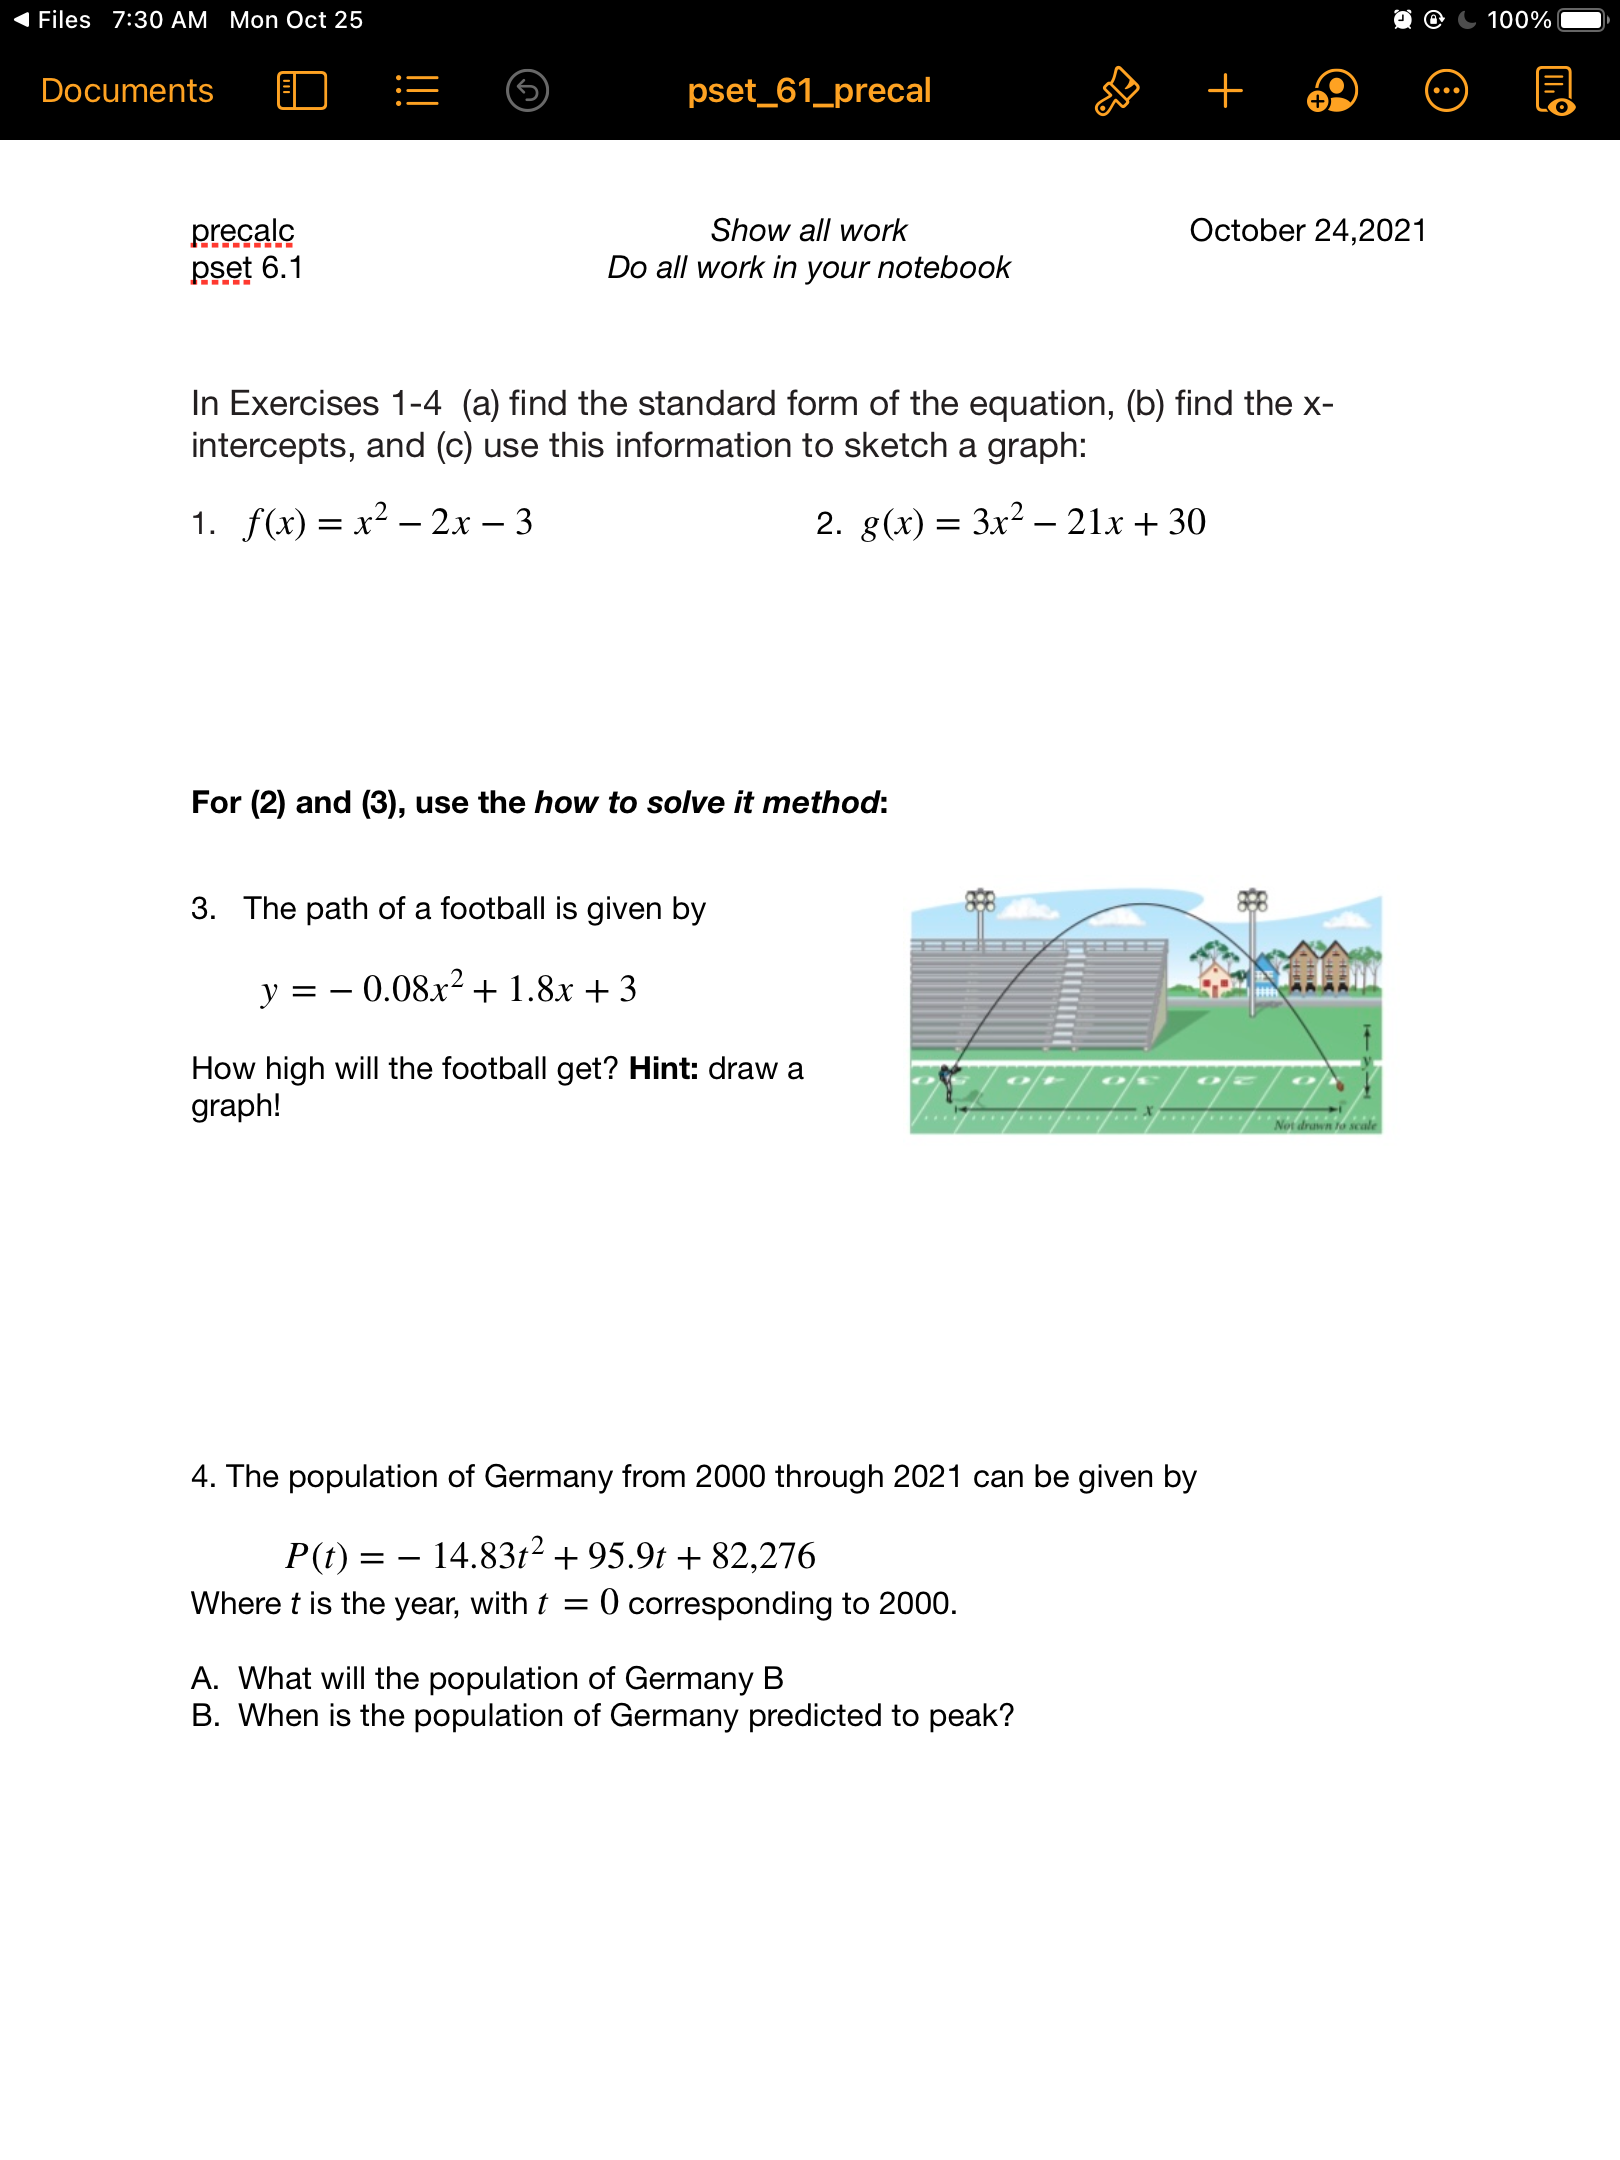 Files 7:30 AM Mon Oct 25 100%
Documents pset_61_precal
precalc Show all work October 24,2021
pset 6.1 Do all work in your notebook
In Exercises 1-4 (a) find the standard form of the equation, (b) find the x-
intercepts, and (c) use this information to sketch a graph:
1. f(x) = x² − 2x − 3 2. g(x) = 3x² − 21x + 30
For (2) and (3), use the how to solve it method:
3. The path of a football is given by
y = − 0.08x² + 1.8x + 3
How high will the football get? Hint: draw a
graph!
y
x
Not drawn to scale
4. The population of Germany from 2000 through 2021 can be given by
P(t) = − 14.83t² + 95.9t + 82,276
Where t is the year, with t = 0 corresponding to 2000.
A. What will the population of Germany B
B. When is the population of Germany predicted to peak?